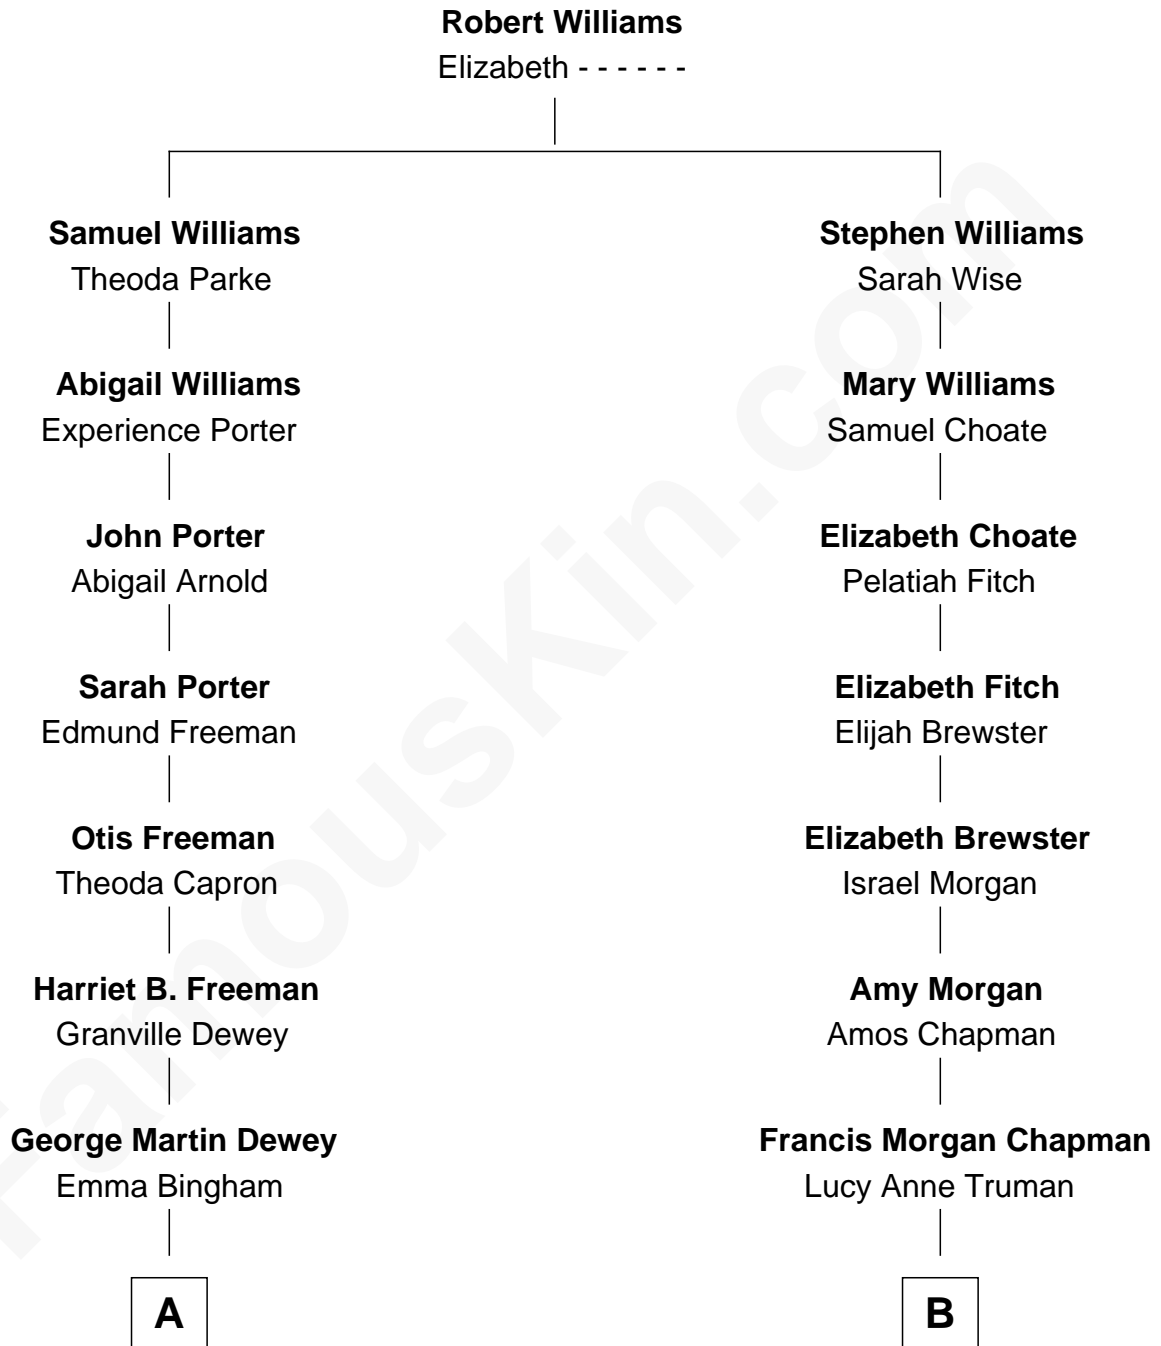 Robert Williams
Elizabeth - - - - - -
Samuel Williams
Theoda Parke
Stephen Williams
Sarah Wise
Abigail Williams
Experience Porter
Mary Williams
Samuel Choate
John Porter
Abigail Arnold
Elizabeth Choate
Pelatiah Fitch
Sarah Porter
Edmund Freeman
Elizabeth Fitch
Elijah Brewster
Otis Freeman
Theoda Capron
Elizabeth Brewster
Israel Morgan
Harriet B. Freeman
Granville Dewey
Amy Morgan
Amos Chapman
George Martin Dewey
Emma Bingham
Francis Morgan Chapman
Lucy Anne Truman
A
B
FamousKin.com